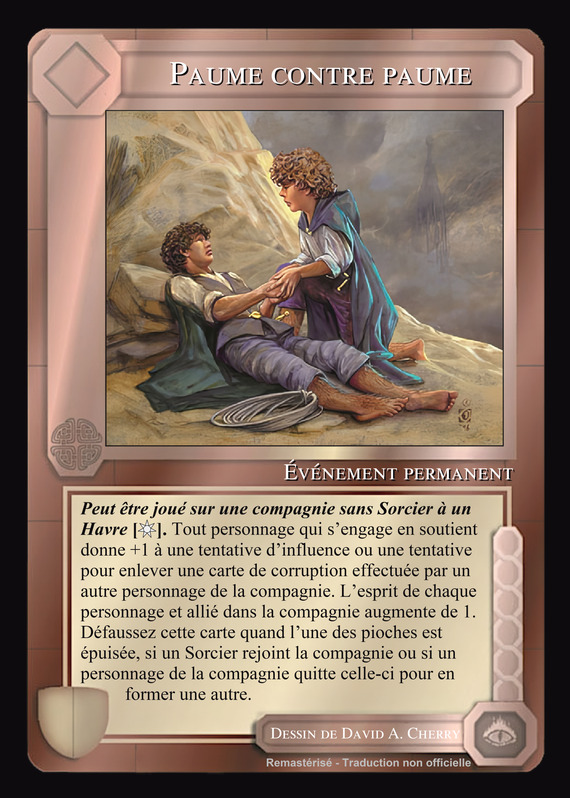 Paume contre paume
Événement permanent
Peut être joué sur une compagnie sans Sorcier à un
Havre [ ]. Tout personnage qui s’engage en soutient
donne +1 à une tentative d’influence ou une tentative
pour enlever une carte de corruption effectuée par un
autre personnage de la compagnie. L’esprit de chaque
personnage et allié dans la compagnie augmente de 1.
Défaussez cette carte quand l’une des pioches est
épuisée, si un Sorcier rejoint la compagnie ou si un
personnage de la compagnie quitte celle-ci pour en
former une autre.
Dessin de David A. Cherry
Remastérisé - Traduction non officielle